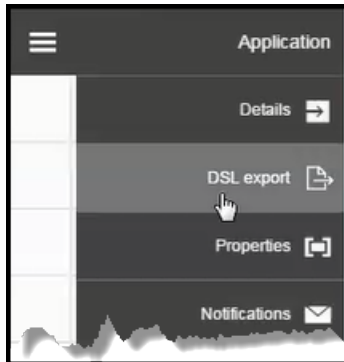 Application
Details
DSL export
Properties
Notifications